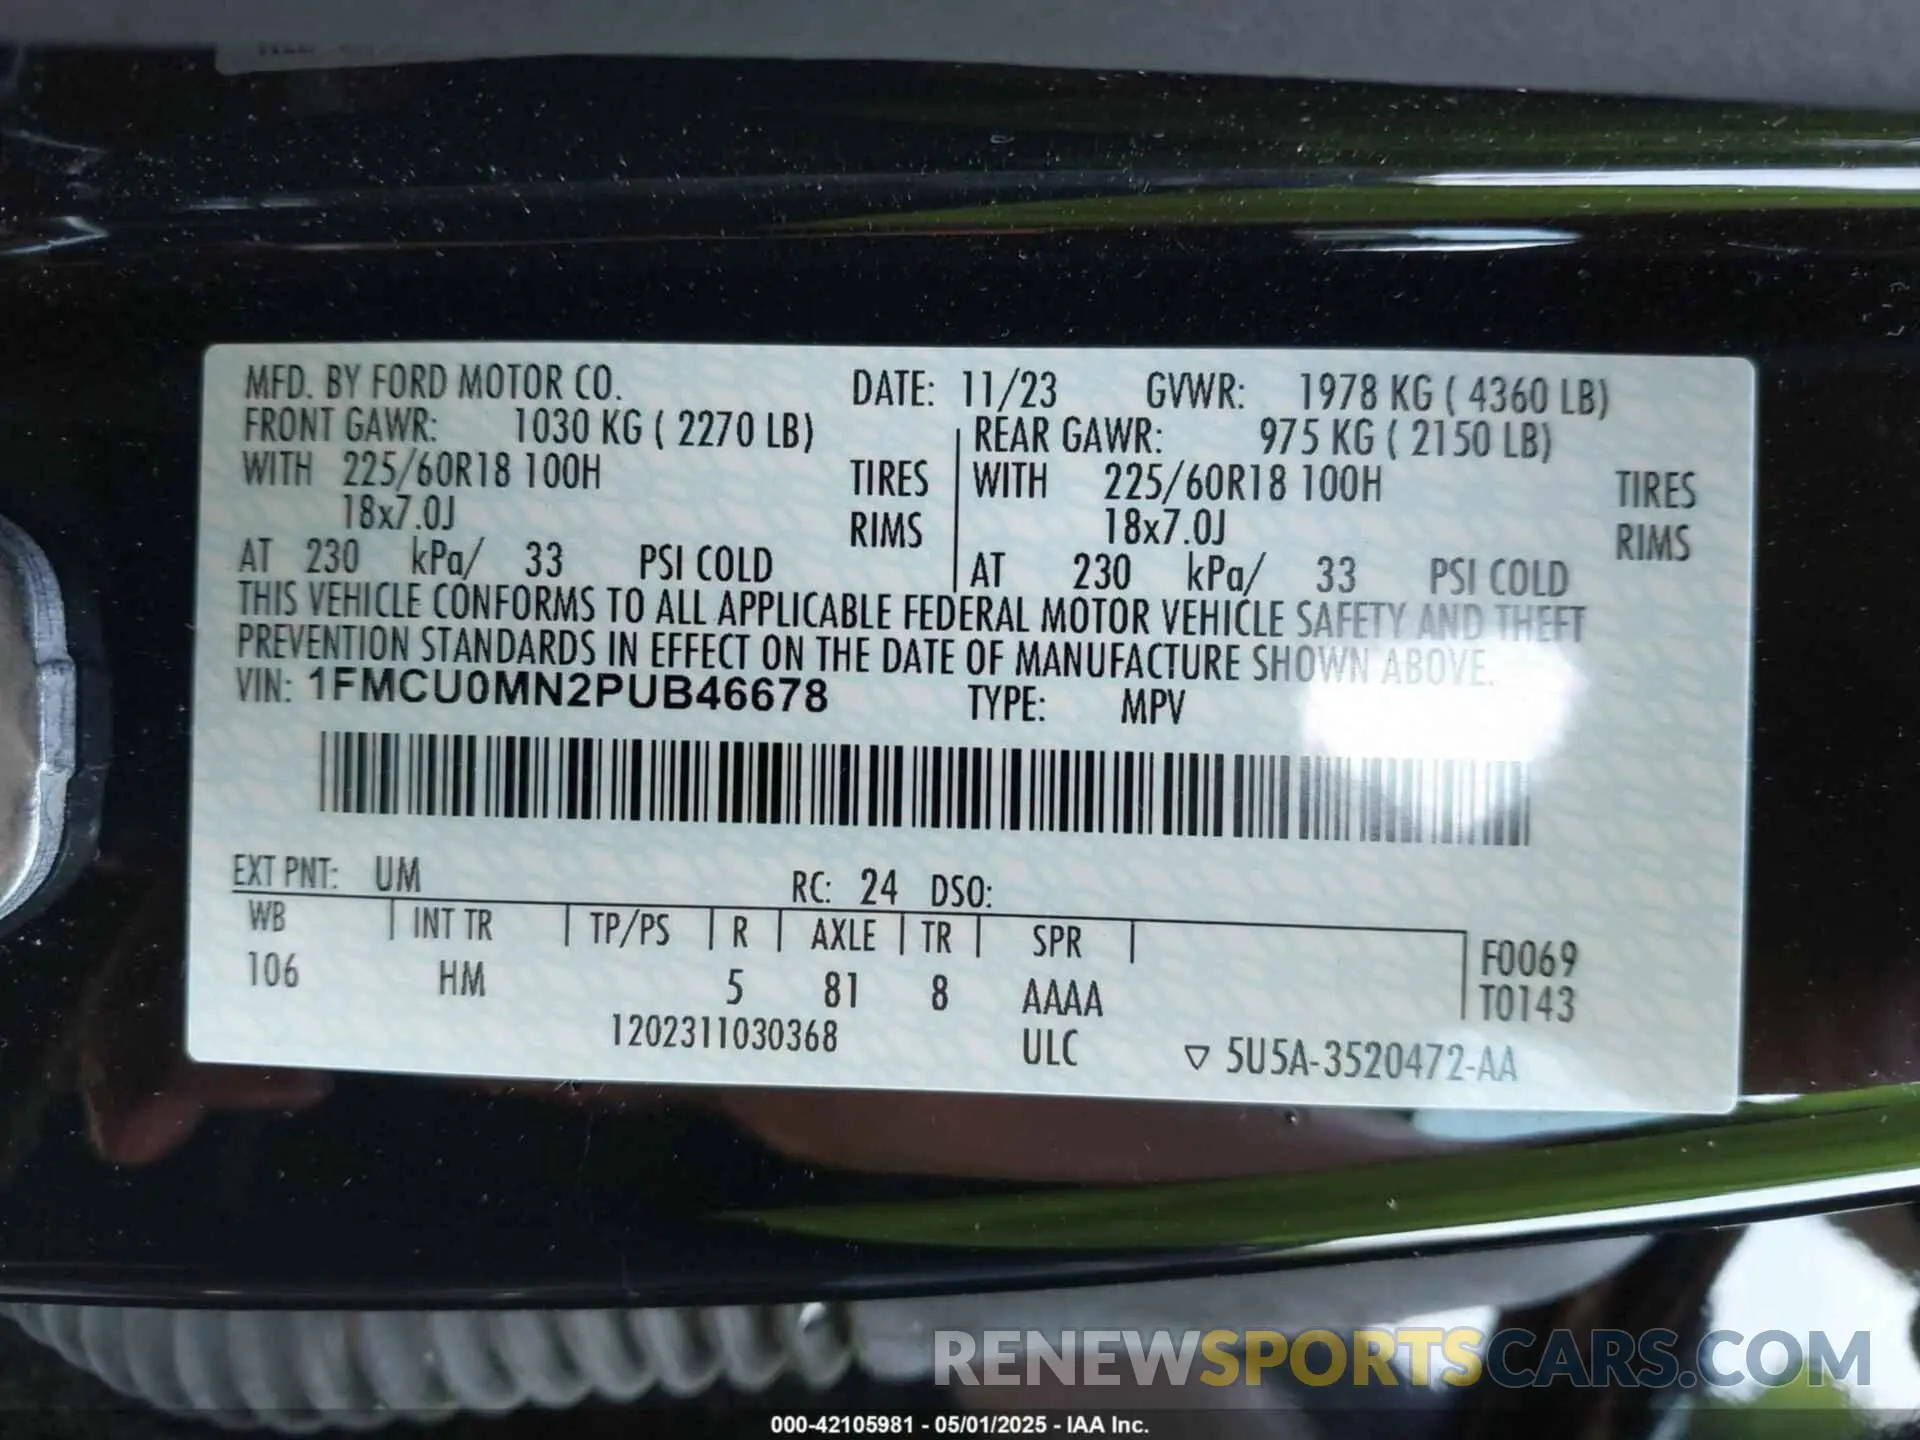 MFD. BY FORD MOTOR CO. DATE: 11/23 GVWR: 1978 KG ( 4360 LB)
FRONT GAWR: 1030 KG ( 2270 LB) REAR GAWR: 975 KG ( 2150 LB)
WITH 225/60R18 100H TIRES WITH 225/60R18 100H TIRES
18x7.0J RIMS 18x7.0J RIMS
AT 230 kPa/ 33 PSI COLD AT 230 kPa/ 33 PSI COLD
THIS VEHICLE CONFORMS TO ALL APPLICABLE FEDERAL MOTOR VEHICLE SAFETY AND THEFT
PREVENTION STANDARDS IN EFFECT ON THE DATE OF MANUFACTURE SHOWN ABOVE.
VIN: 1FMCU0MN2PUB46678 TYPE: MPV
EXT PNT: UM RC: 24 DSO:
WB INT TR TP/PS R AXLE TR SPR F0069
106 HM 5 81 8 AAAA T0143
1202311030368 ULC ▽ 5U5A-3520472-AA
RENEWSPORTSCARS.COM
000-42105981 - 05/01/2025 - IAA Inc.